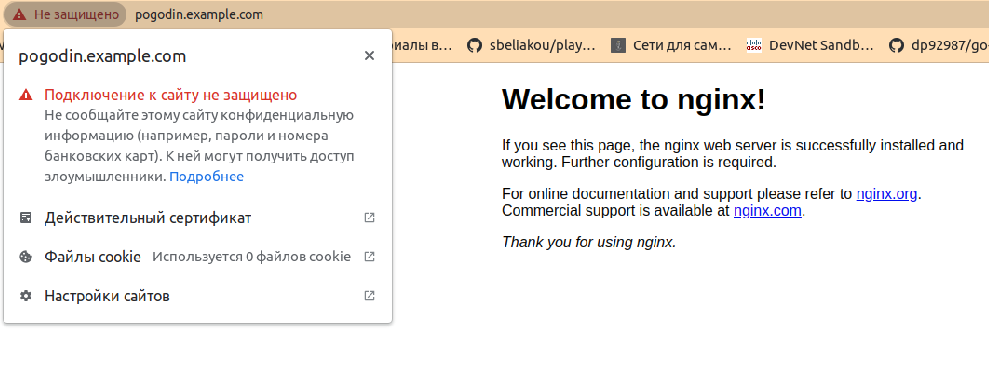 Не защищено pogodin.example.com
риалы в… sbeliakou/play… Сети для сам… DevNet Sandb… dp92987/go-
pogodin.example.com
Подключение к сайту не защищено
Не сообщайте этому сайту конфиденциальную
информацию (например, пароли и номера
банковских карт). К ней могут получить доступ
злоумышленники. Подробнее
Действительный сертификат
Файлы cookie Используется 0 файлов cookie
Настройки сайтов
Welcome to nginx!
If you see this page, the nginx web server is successfully installed and
working. Further configuration is required.
For online documentation and support please refer to nginx.org.
Commercial support is available at nginx.com.
Thank you for using nginx.